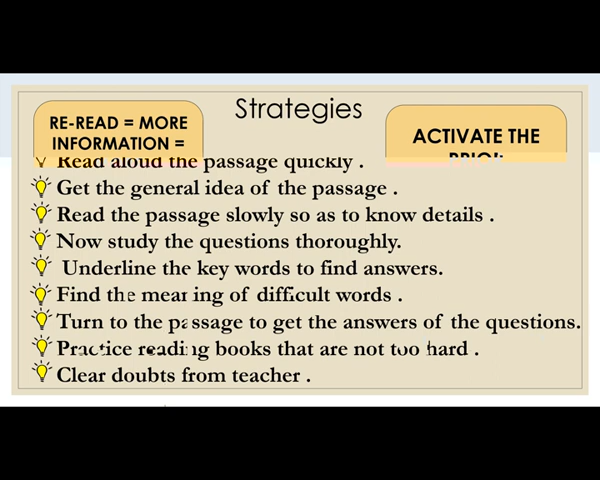 Strategies
RE-READ = MORE
INFORMATION =
ACTIVATE THE
Read aloud the passage quickly .
Get the general idea of the passage .
Read the passage slowly so as to know details .
Now study the questions thoroughly.
Underline the key words to find answers.
Find the meaning of difficult words .
Turn to the passage to get the answers of the questions.
Practice reading books that are not too hard .
Clear doubts from teacher .